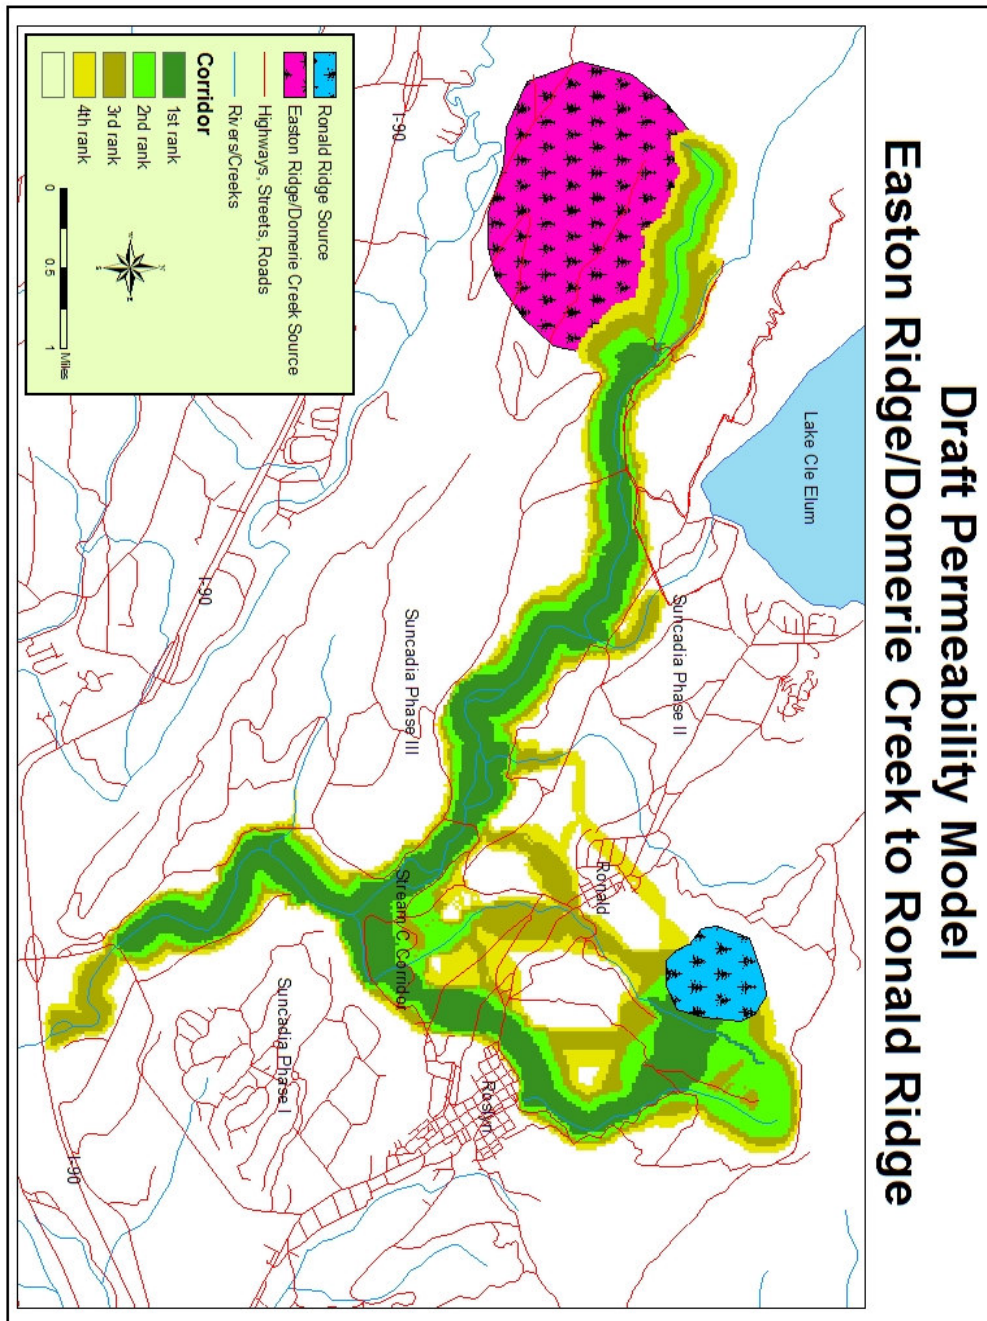 Draft Permeability Model
Easton Ridge/Domerie Creek to Ronald Ridge
Lake Cle Elum
Suncadia Phase II
Ronald
I-90
Suncadia Phase III
Stream C Corridor
Roslyn
I-90
Suncadia Phase I
I-90
Ronald Ridge Source
Easton Ridge/Domerie Creek Source
Highways, Streets, Roads
Rivers/Creeks
Corridor
1st rank
2nd rank
3rd rank
4th rank
0 0.5 1
Miles